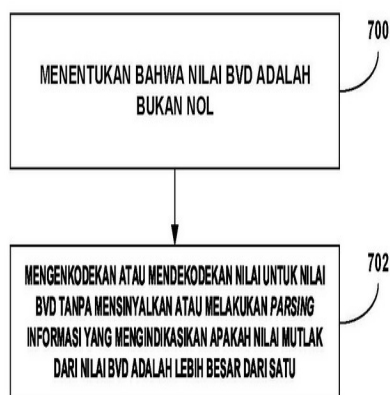 700
MENENTUKAN BAHWA NILAI BVD ADALAH
BUKAN NOL
702
MENGENKODEKAN ATAU MENDEKODEKAN NILAI UNTUK NILAI
BVD TANPA MENSINYALKAN ATAU MELAKUKAN PARSING
INFORMASI YANG MENGINDIKASIKAN APAKAH NILAI MUTLAK
DARI NILAI BVD ADALAH LEBIH BESAR DARI SATU